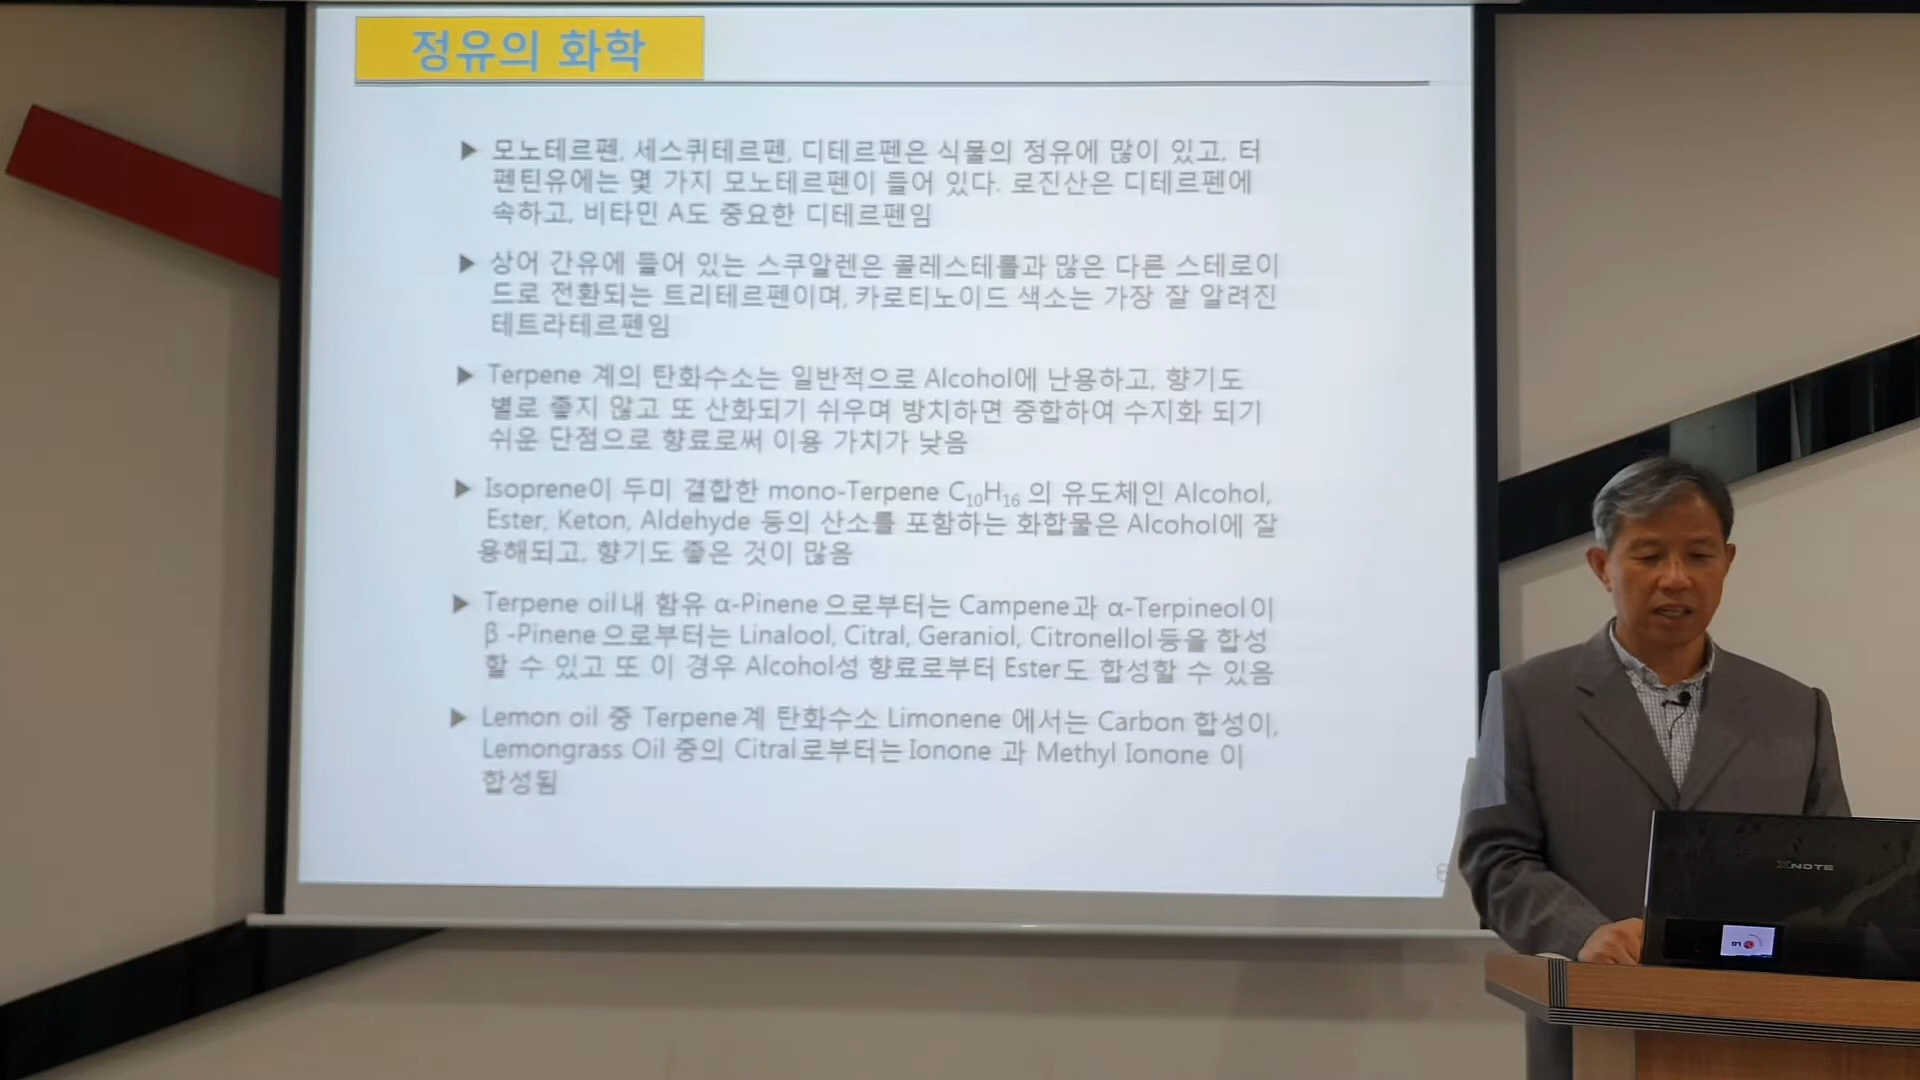 정유의 화학
▶ 모노테르펜, 세스퀴테르펜, 디테르펜은 식물의 정유에 많이 있고, 터
펜틴유에는 몇 가지 모노테르펜이 들어 있다. 로진산은 디테르펜에
속하고, 비타민 A도 중요한 디테르펜임
▶ 상어 간유에 들어 있는 스쿠알렌은 콜레스테롤과 많은 다른 스테로이
드로 전환되는 트리테르펜이며, 카로티노이드 색소는 가장 잘 알려진
테트라테르펜임
▶ Terpene 계의 탄화수소는 일반적으로 Alcohol에 난용하고, 향기도
별로 좋지 않고 또 산화되기 쉬우며 방치하면 중합하여 수지화 되기
쉬운 단점으로 향료로써 이용 가치가 낮음
▶ Isoprene이 두미 결합한 mono-Terpene C₁₀H₁₆ 의 유도체인 Alcohol,
Ester, Keton, Aldehyde 등의 산소를 포함하는 화합물은 Alcohol에 잘
용해되고, 향기도 좋은 것이 많음
▶ Terpene oil내 함유 α-Pinene으로부터는 Campene과 α-Terpineol이
β -Pinene으로부터는 Linalool, Citral, Geraniol, Citronellol등을 합성
할 수 있고 또 이 경우 Alcohol성 향료로부터 Ester도 합성할 수 있음
▶ Lemon oil 중 Terpene계 탄화수소 Limonene 에서는 Carbon 합성이,
Lemongrass Oil 중의 Citral로부터는 Ionone 과 Methyl Ionone 이
합성됨
XNOTE
LG